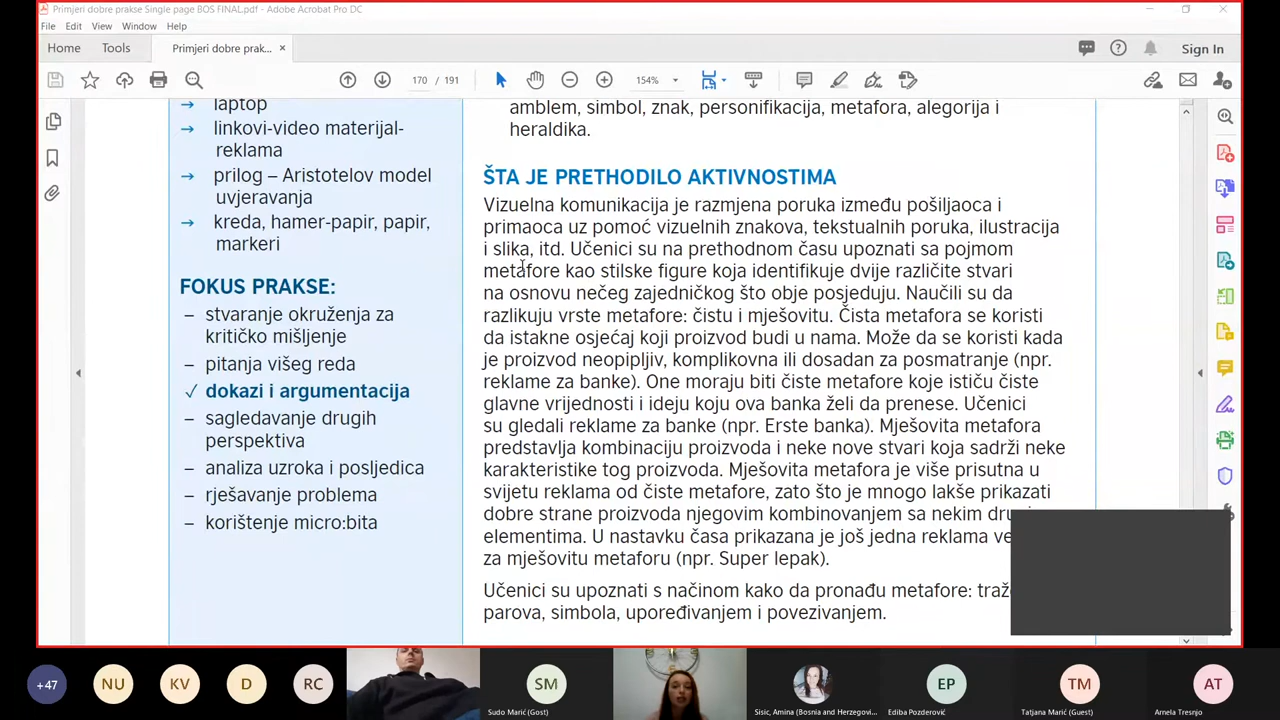 Primjeri dobre prakse Single page BOS FINAL.pdf - Adobe Acrobat Pro DC
File Edit View Window Help
Home Tools Primjeri dobre prak... × Sign In
170 / 191 154%
laptop
linkovi-video materijal-
reklama
prilog – Aristotelov model
uvjeravanja
kreda, hamer-papir, papir,
markeri
FOKUS PRAKSE:
– stvaranje okruženja za
kritičko mišljenje
– pitanja višeg reda
✓ dokazi i argumentacija
– sagledavanje drugih
perspektiva
– analiza uzroka i posljedica
– rješavanje problema
– korištenje micro:bita
amblem, simbol, znak, personifikacija, metafora, alegorija i
heraldika.
ŠTA JE PRETHODILO AKTIVNOSTIMA
Vizuelna komunikacija je razmjena poruka između pošiljaoca i
primaoca uz pomoć vizuelnih znakova, tekstualnih poruka, ilustracija
i slika, itd. Učenici su na prethodnom času upoznati sa pojmom
metafore kao stilske figure koja identifikuje dvije različite stvari
na osnovu nečeg zajedničkog što obje posjeduju. Naučili su da
razlikuju vrste metafore: čistu i mješovitu. Čista metafora se koristi
da istakne osjećaj koji proizvod budi u nama. Može da se koristi kada
je proizvod neopipljiv, komplikovna ili dosadan za posmatranje (npr.
reklame za banke). One moraju biti čiste metafore koje ističu čiste
glavne vrijednosti i ideju koju ova banka želi da prenese. Učenici
su gledali reklame za banke (npr. Erste banka). Mješovita metafora
predstavlja kombinaciju proizvoda i neke nove stvari koja sadrži neke
karakteristike tog proizvoda. Mješovita metafora je više prisutna u
svijetu reklama od čiste metafore, zato što je mnogo lakše prikazati
dobre strane proizvoda njegovim kombinovanjem sa nekim
elementima. U nastavku časa prikazana je još jedna reklama
za mješovitu metaforu (npr. Super lepak).
Učenici su upoznati s načinom kako da pronađu metafore:
parova, simbola, upoređivanjem i povezivanjem.
+47 NU KV D RC SM EP TM AT
Sudo Marić (Gost) Sisic, Amina (Bosnia and Herzegovi... Ediba Pozderović Tatjana Marić (Guest) Arnela Tresnjo